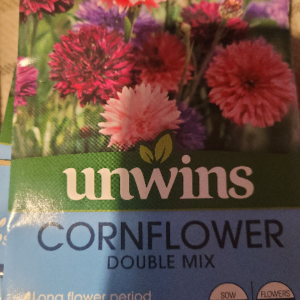 unwins
CORNFLOWER
DOUBLE MIX
Long flower period
SOW
FLOWERS